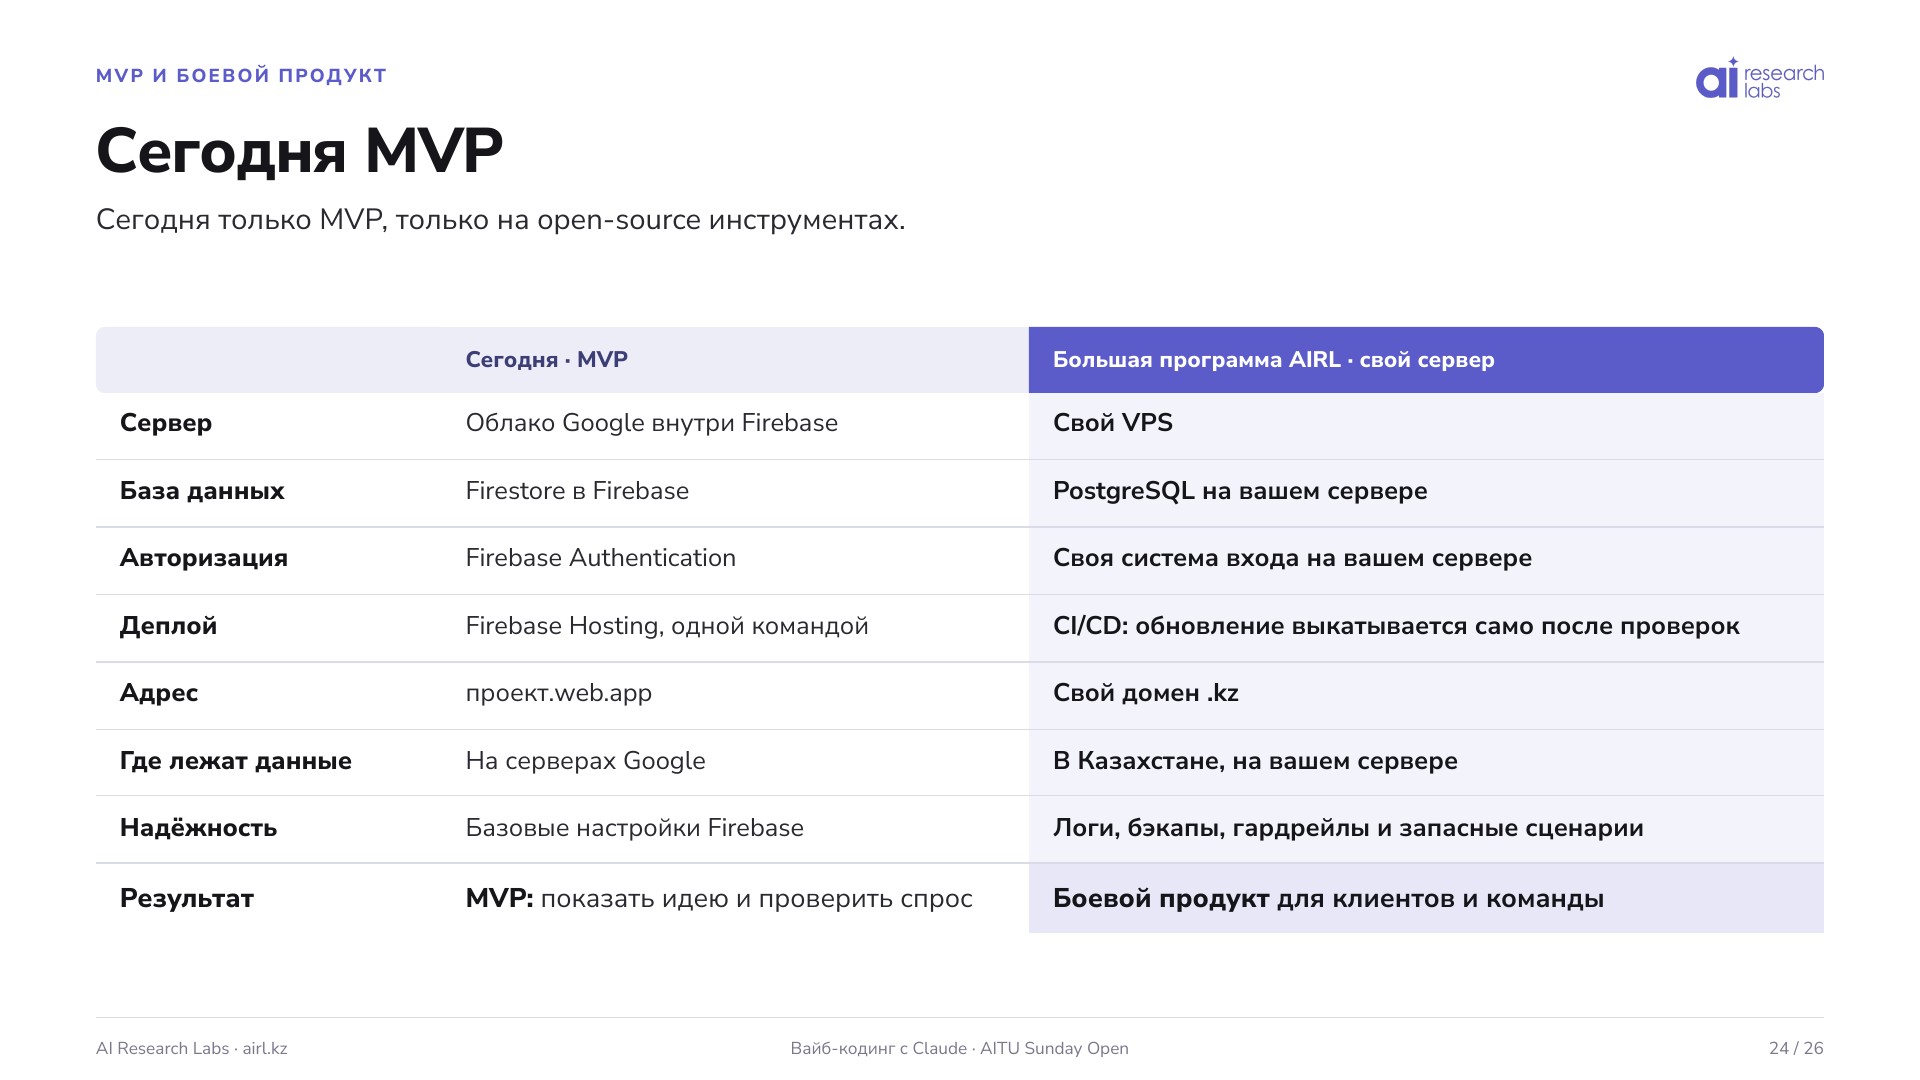 MVP И БОЕВОЙ ПРОДУКТ
ai research labs
Сегодня MVP
Сегодня только MVP, только на open-source инструментах.
Сегодня · MVP
Большая программа AIRL · свой сервер
Сервер
Облако Google внутри Firebase
Свой VPS
База данных
Firestore в Firebase
PostgreSQL на вашем сервере
Авторизация
Firebase Authentication
Своя система входа на вашем сервере
Деплой
Firebase Hosting, одной командой
CI/CD: обновление выкатывается само после проверок
Адрес
проект.web.app
Свой домен .kz
Где лежат данные
На серверах Google
В Казахстане, на вашем сервере
Надёжность
Базовые настройки Firebase
Логи, бэкапы, гардрейлы и запасные сценарии
Результат
MVP: показать идею и проверить спрос
Боевой продукт для клиентов и команды
AI Research Labs · airl.kz
Вайб-кодинг с Claude · AITU Sunday Open
24 / 26